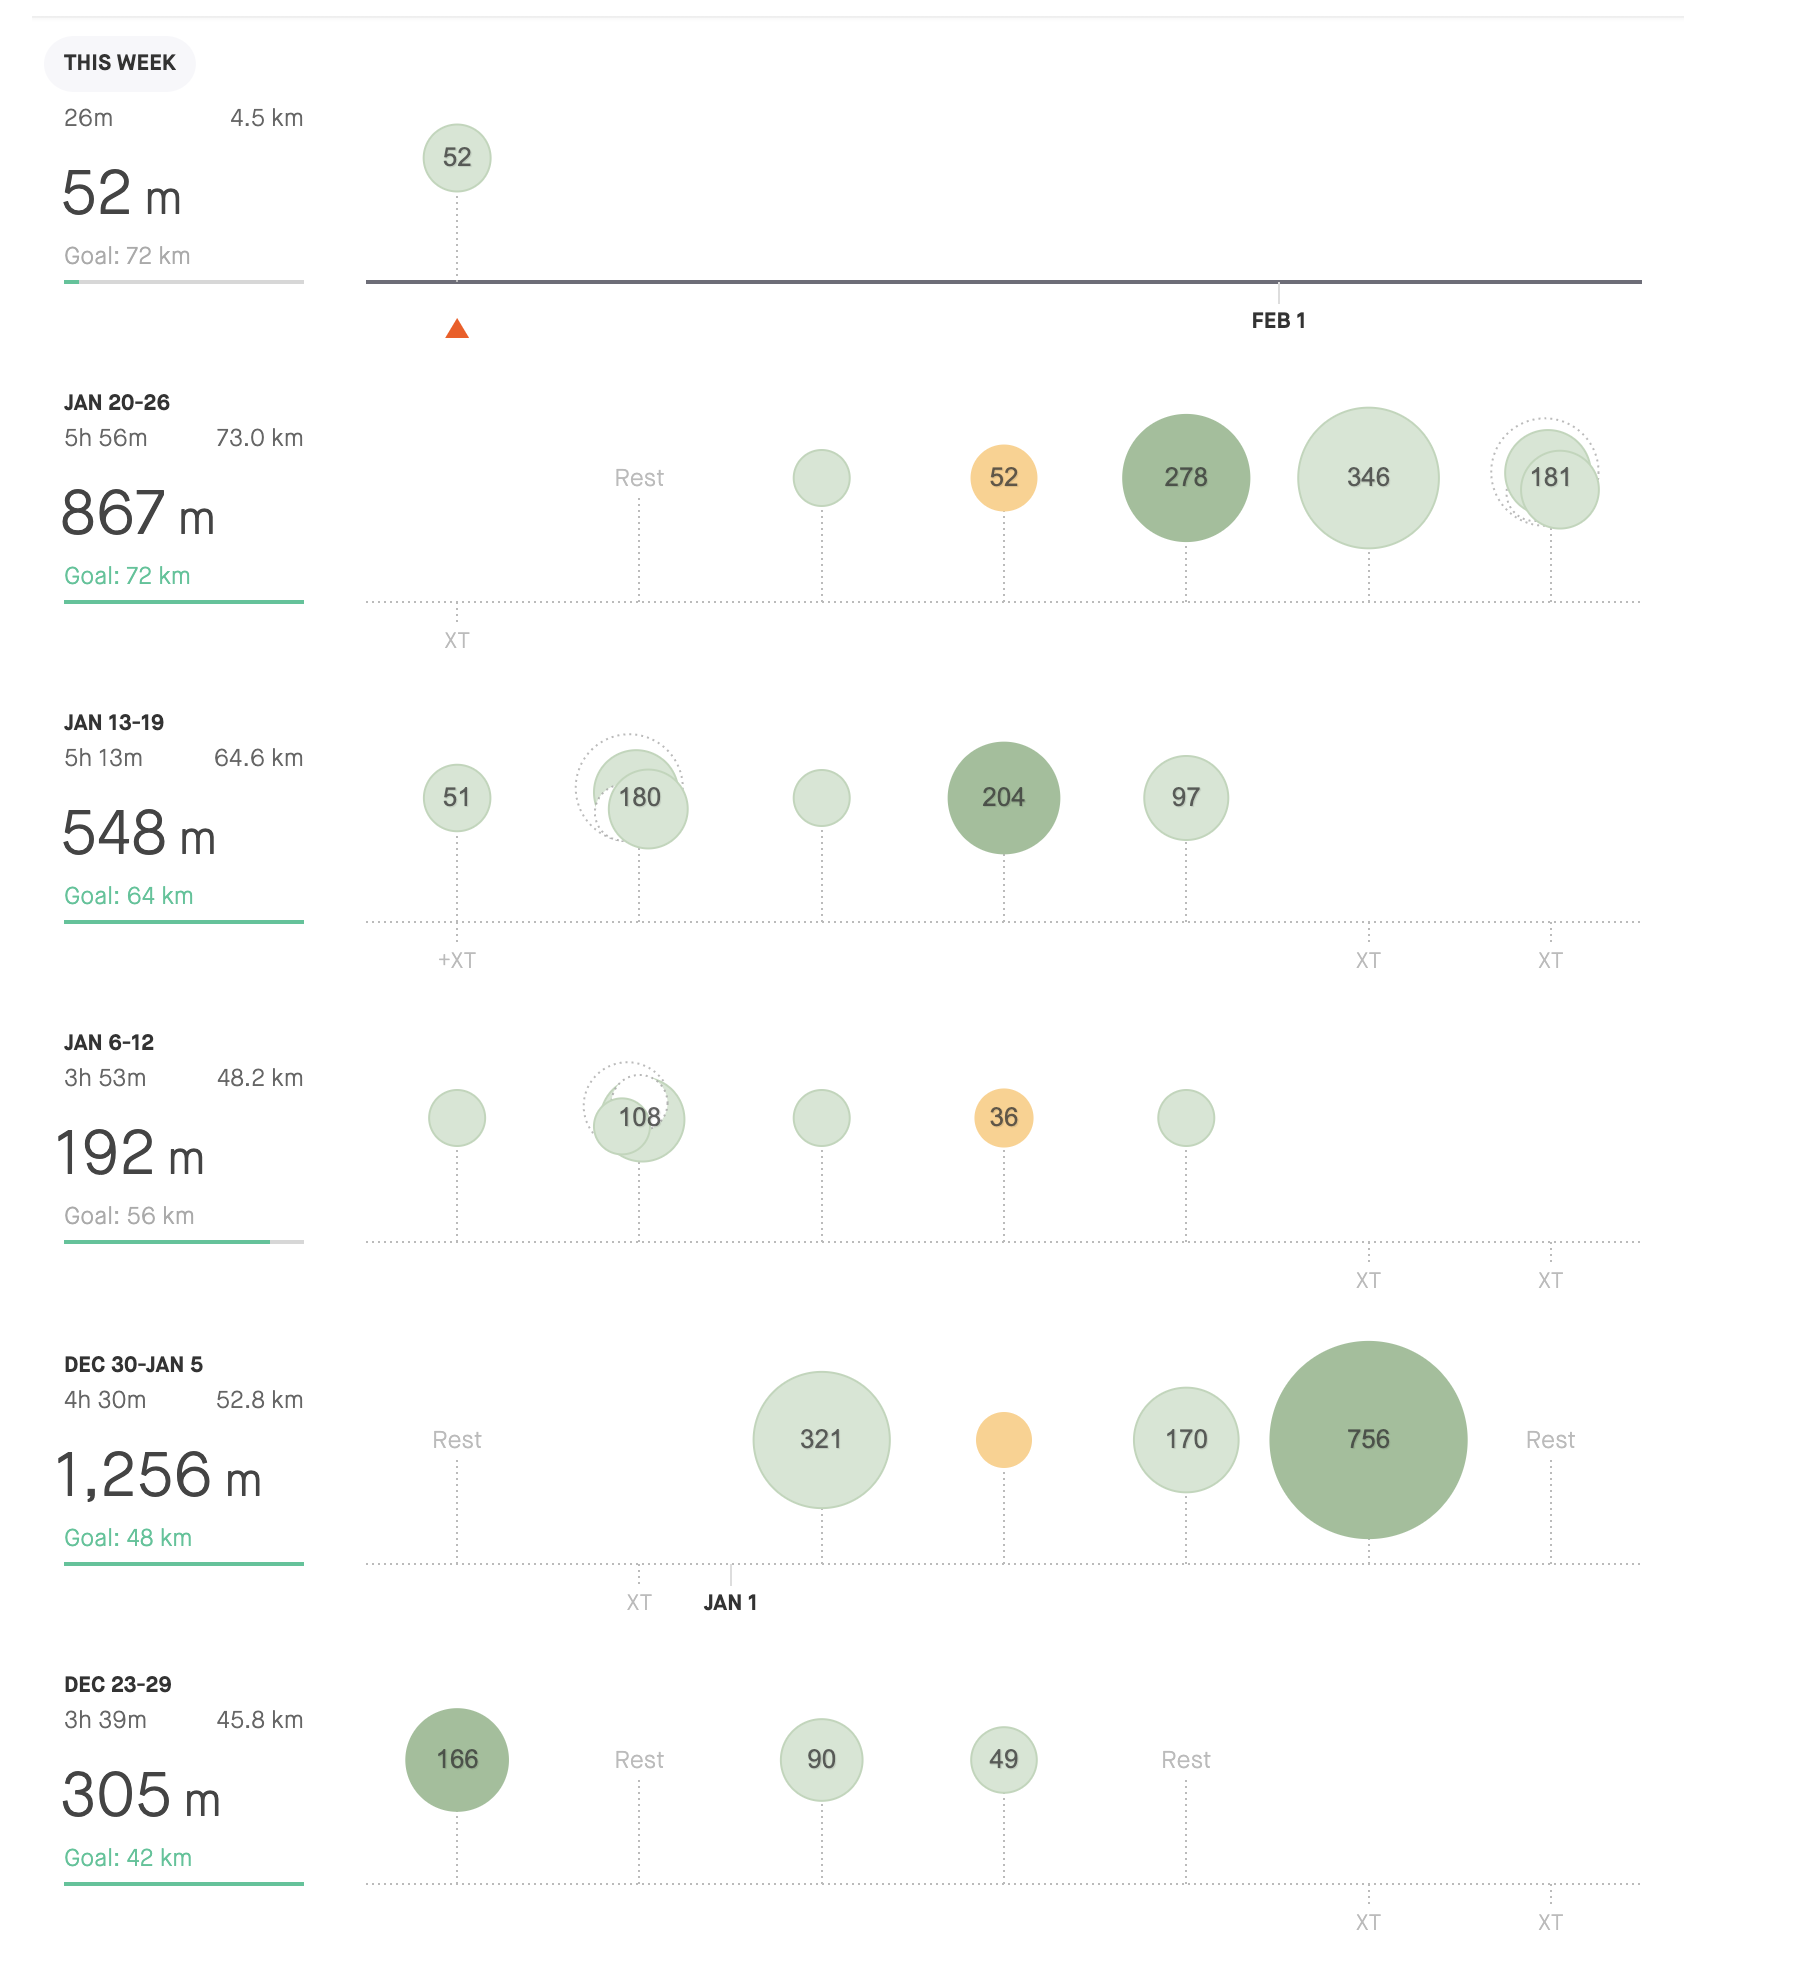 THIS WEEK
26m 4.5 km
52
52 m
Goal: 72 km
FEB 1
JAN 20-26
5h 56m 73.0 km
Rest 52 278 346 181
867 m
Goal: 72 km
XT
JAN 13-19
5h 13m 64.6 km
51 180 204 97
548 m
Goal: 64 km
+XT XT XT
JAN 6-12
3h 53m 48.2 km
108 36
192 m
Goal: 56 km
XT XT
DEC 30-JAN 5
4h 30m 52.8 km
Rest 321 170 756 Rest
1,256 m
Goal: 48 km
XT JAN 1
DEC 23-29
3h 39m 45.8 km
166 Rest 90 49 Rest
305 m
Goal: 42 km
XT XT